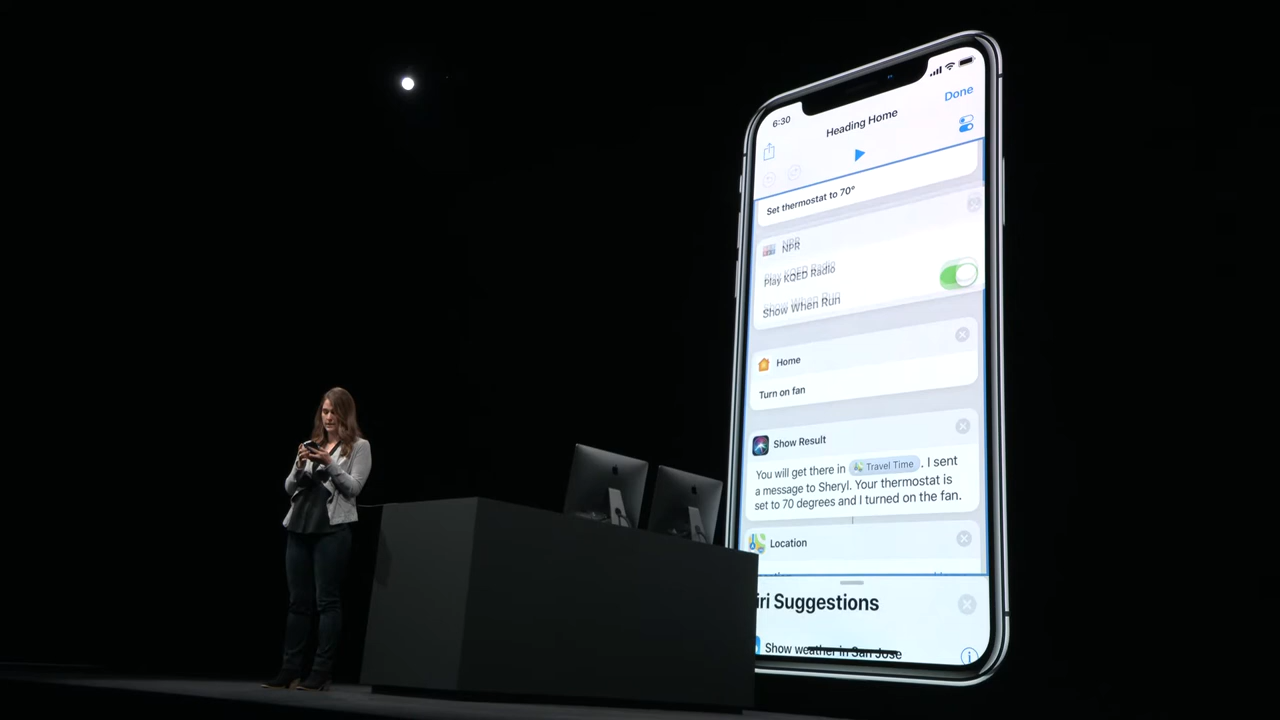 6:30
Done
Heading Home
Set thermostat to 70°
NPR
Play KQED Radio
Show When Run
Home
Turn on fan
Show Result
You will get there in Travel Time . I sent
a message to Sheryl. Your thermostat is
set to 70 degrees and I turned on the fan.
Location
iri Suggestions
Show weather in San Jose